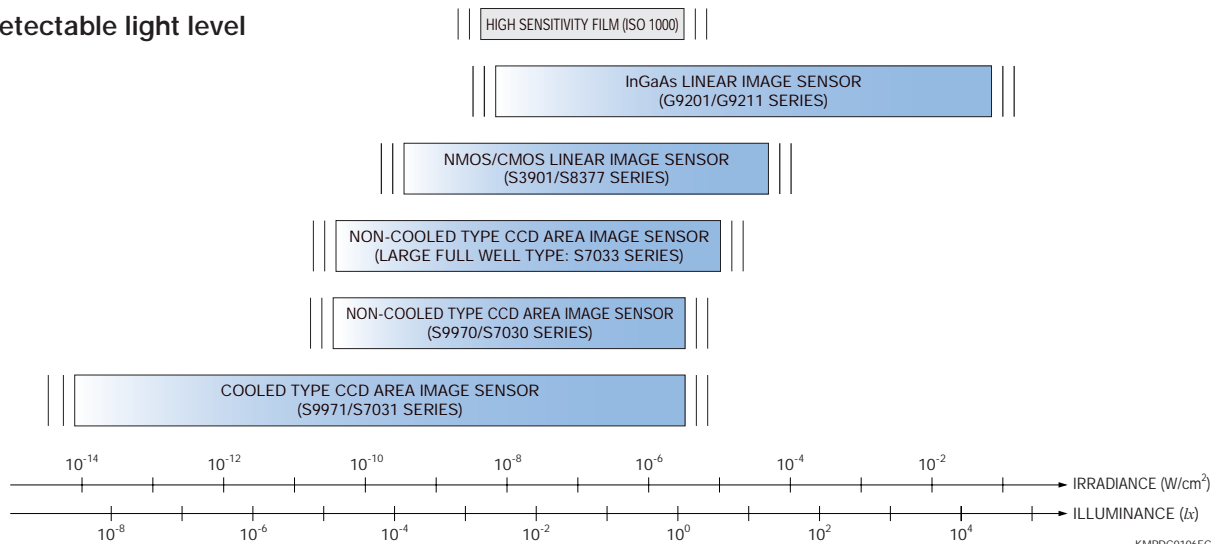 etectable light level
HIGH SENSITIVITY FILM (ISO 1000)
InGaAs LINEAR IMAGE SENSOR
(G9201/G9211 SERIES)
NMOS/CMOS LINEAR IMAGE SENSOR
(S3901/S8377 SERIES)
NON-COOLED TYPE CCD AREA IMAGE SENSOR
(LARGE FULL WELL TYPE: S7033 SERIES)
NON-COOLED TYPE CCD AREA IMAGE SENSOR
(S9970/S7030 SERIES)
COOLED TYPE CCD AREA IMAGE SENSOR
(S9971/S7031 SERIES)
10⁻¹⁴ 10⁻¹² 10⁻¹⁰ 10⁻⁸ 10⁻⁶ 10⁻⁴ 10⁻²
IRRADIANCE (W/cm²)
ILLUMINANCE (lx)
10⁻⁸ 10⁻⁶ 10⁻⁴ 10⁻² 10⁰ 10² 10⁴